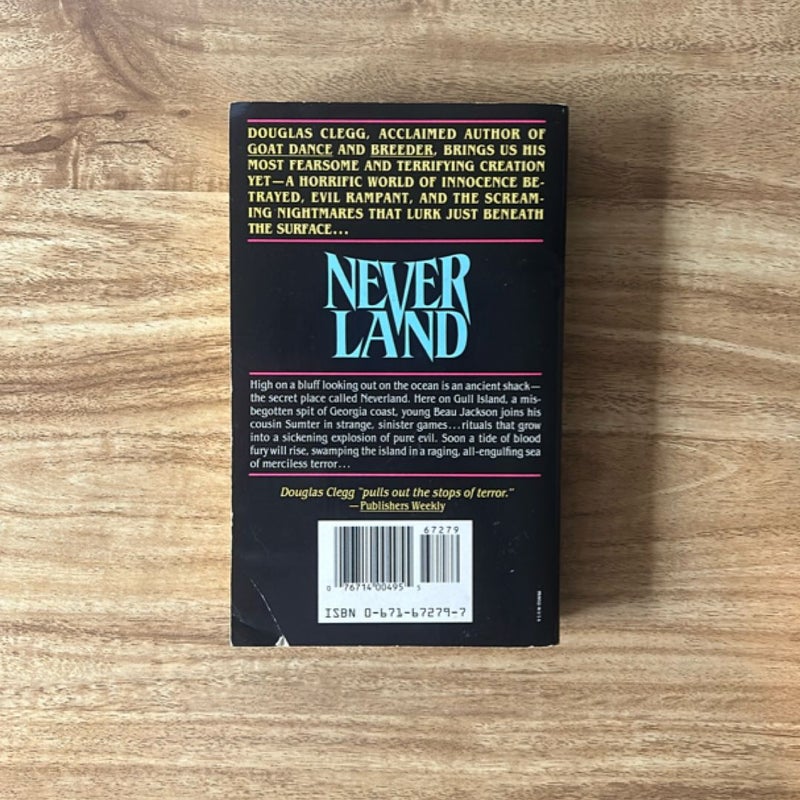 DOUGLAS CLEGG, ACCLAIMED AUTHOR OF
GOAT DANCE AND BREEDER, BRINGS US HIS
MOST FEARSOME AND TERRIFYING CREATION
YET—A HORRIFIC WORLD OF INNOCENCE BE-
TRAYED, EVIL RAMPANT, AND THE SCREAM-
ING NIGHTMARES THAT LURK JUST BENEATH
THE SURFACE...
NEVER
LAND
High on a bluff looking out on the ocean is an ancient shack—
the secret place called Neverland. Here on Gull Island, a mis-
begotten spit of Georgia coast, young Beau Jackson joins his
cousin Sumter in strange, sinister games...rituals that grow
into a sickening explosion of pure evil. Soon a tide of blood
fury will rise, swamping the island in a raging, all-engulfing sea
of merciless terror...
Douglas Clegg "pulls out the stops of terror."
—Publishers Weekly
67279
0 76714 00495 5
ISBN 0-671-67279-7